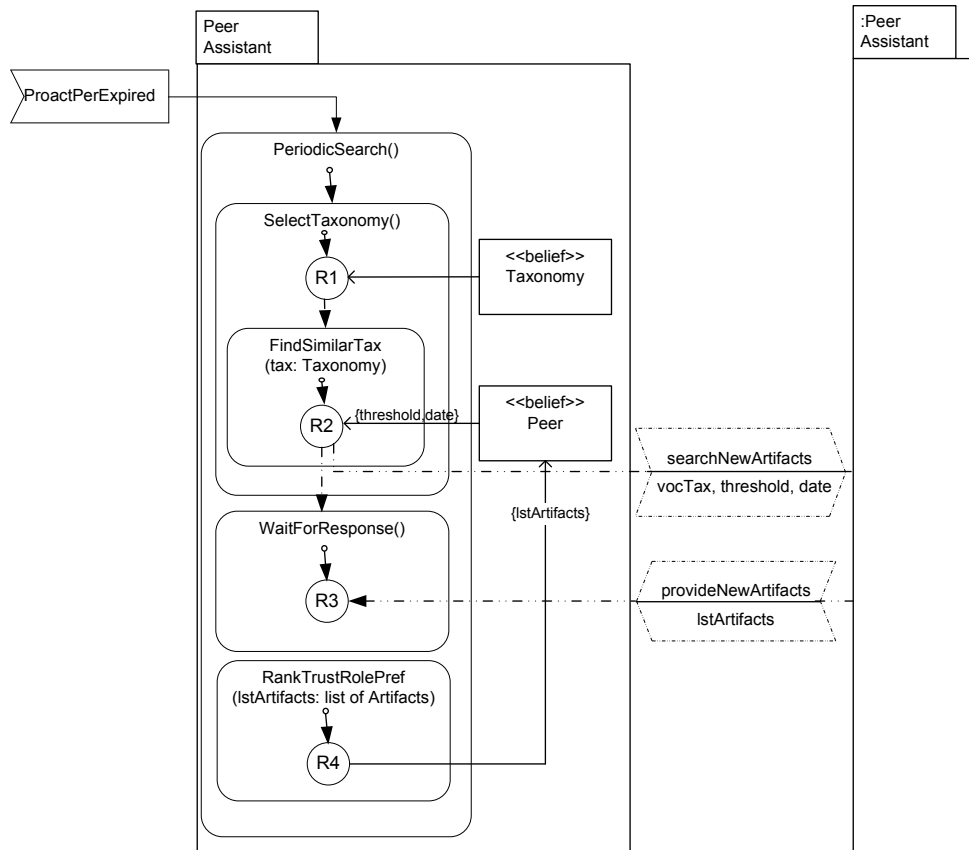 Peer
Assistant
:Peer
Assistant
ProactPerExpired
PeriodicSearch()
SelectTaxonomy()
R1
<<belief>>
Taxonomy
FindSimilarTax
(tax: Taxonomy)
R2
{threshold,date}
<<belief>>
Peer
searchNewArtifacts
vocTax, threshold, date
{lstArtifacts}
WaitForResponse()
R3
provideNewArtifacts
lstArtifacts
RankTrustRolePref
(lstArtifacts: list of Artifacts)
R4